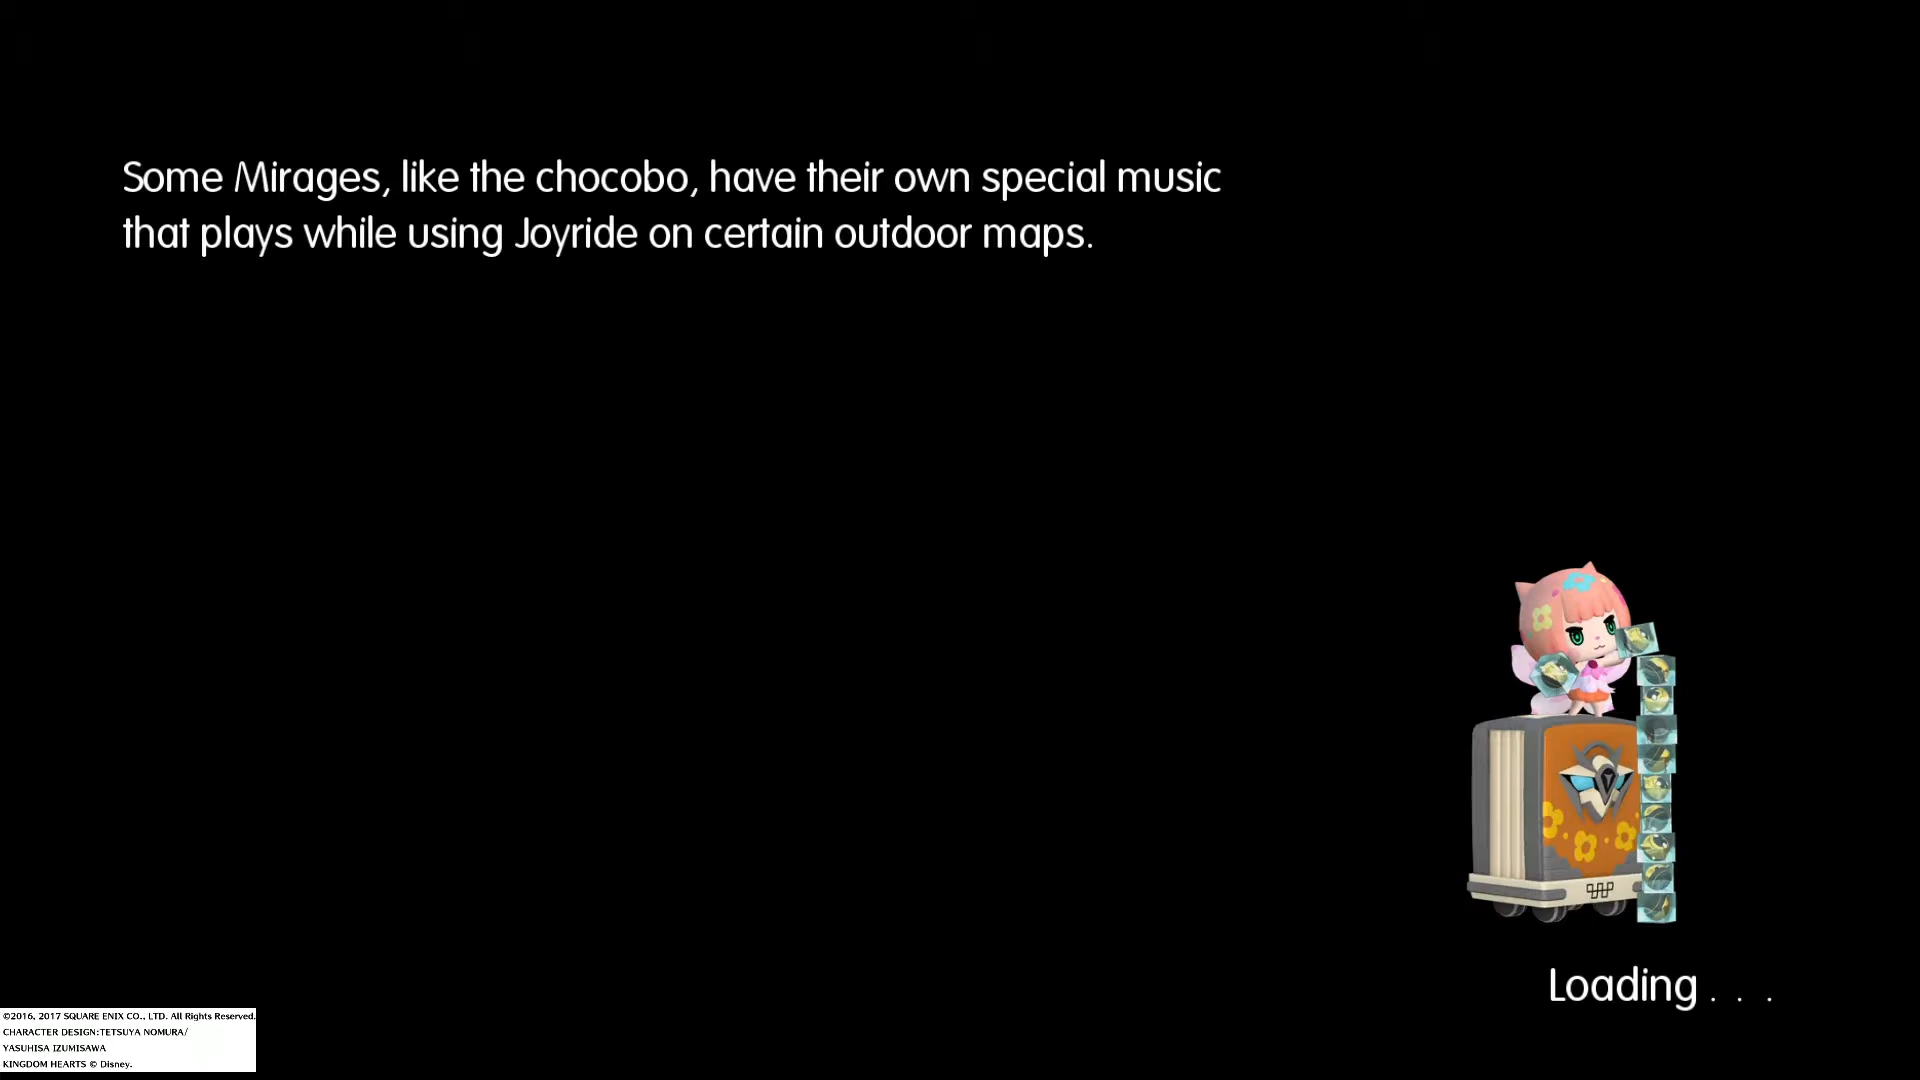 Some Mirages, like the chocobo, have their own special music
that plays while using Joyride on certain outdoor maps.
Loading . . .
©2016, 2017 SQUARE ENIX CO., LTD. All Rights Reserved.
CHARACTER DESIGN:TETSUYA NOMURA/
YASUHISA IZUMISAWA
KINGDOM HEARTS © Disney.